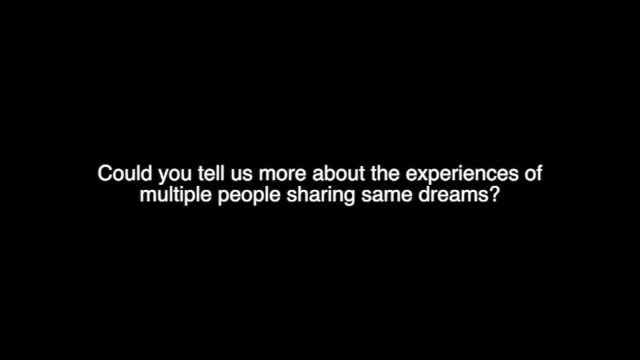 Could you tell us more about the experiences of
multiple people sharing same dreams?